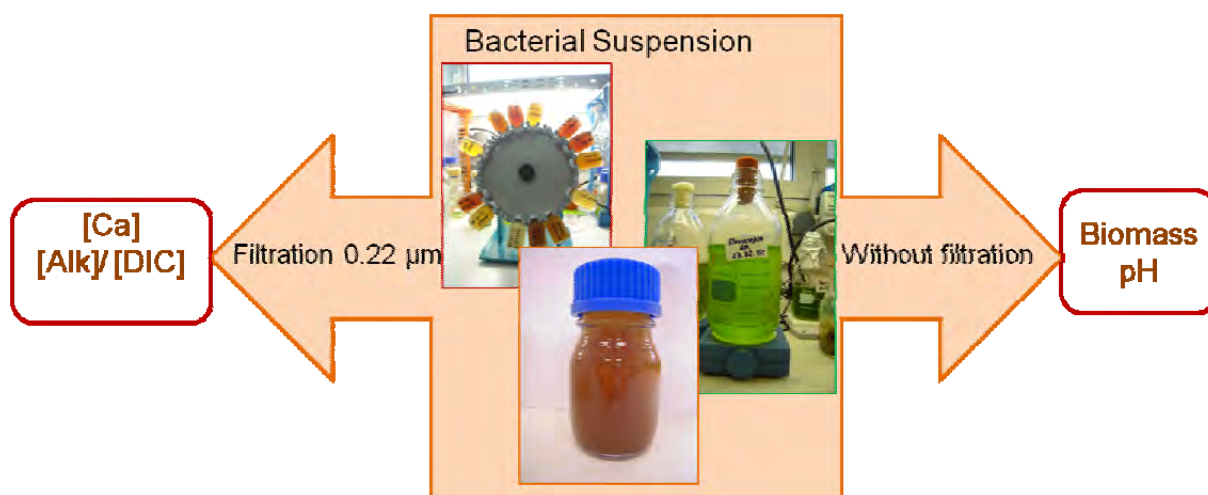 Bacterial Suspension
[Ca]
[Alk]/ [DIC]
Filtration 0.22 µm
Without filtration
Biomass
pH